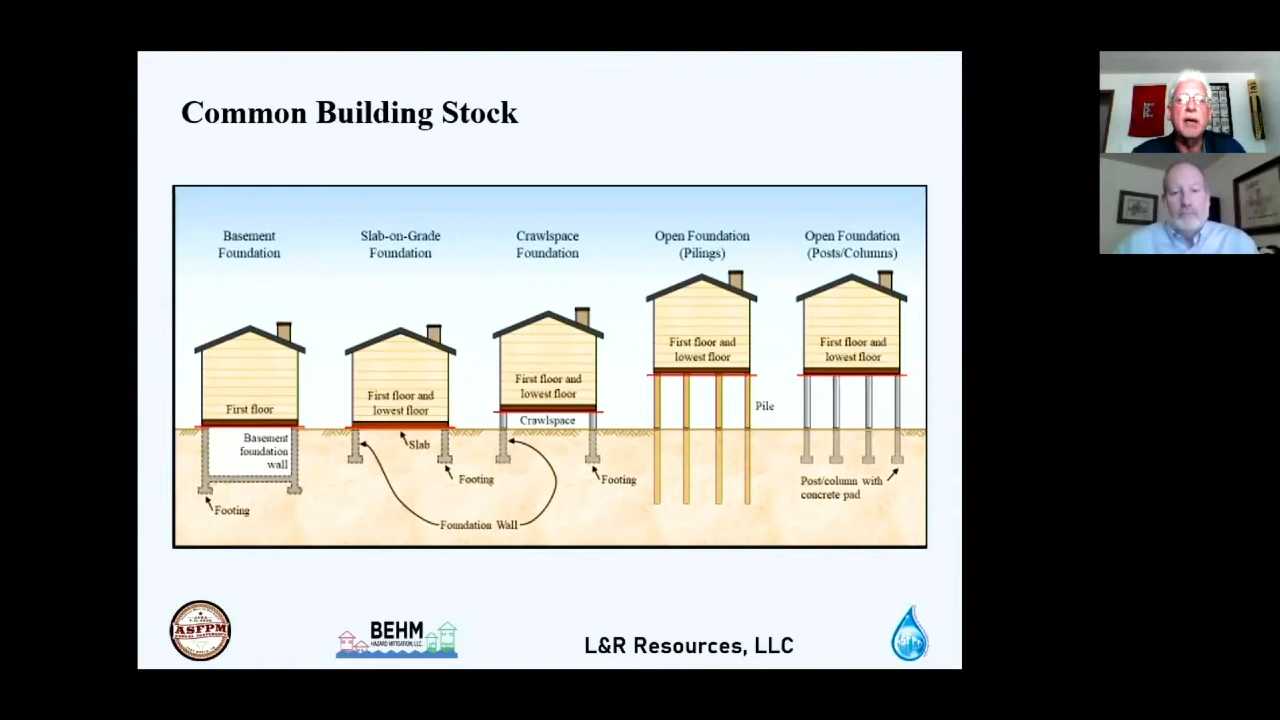 Common Building Stock
Basement
Foundation
Slab-on-Grade
Foundation
Crawlspace
Foundation
Open Foundation
(Pilings)
Open Foundation
(Posts/Columns)
First floor
First floor and
lowest floor
First floor and
lowest floor
First floor and
lowest floor
First floor and
lowest floor
Basement
foundation
wall
Slab
Crawlspace
Pile
Footing
Footing
Footing
Foundation Wall
Post/column with
concrete pad
ASFPM
BEHM
HAZARD MITIGATION, LLC
L&R Resources, LLC